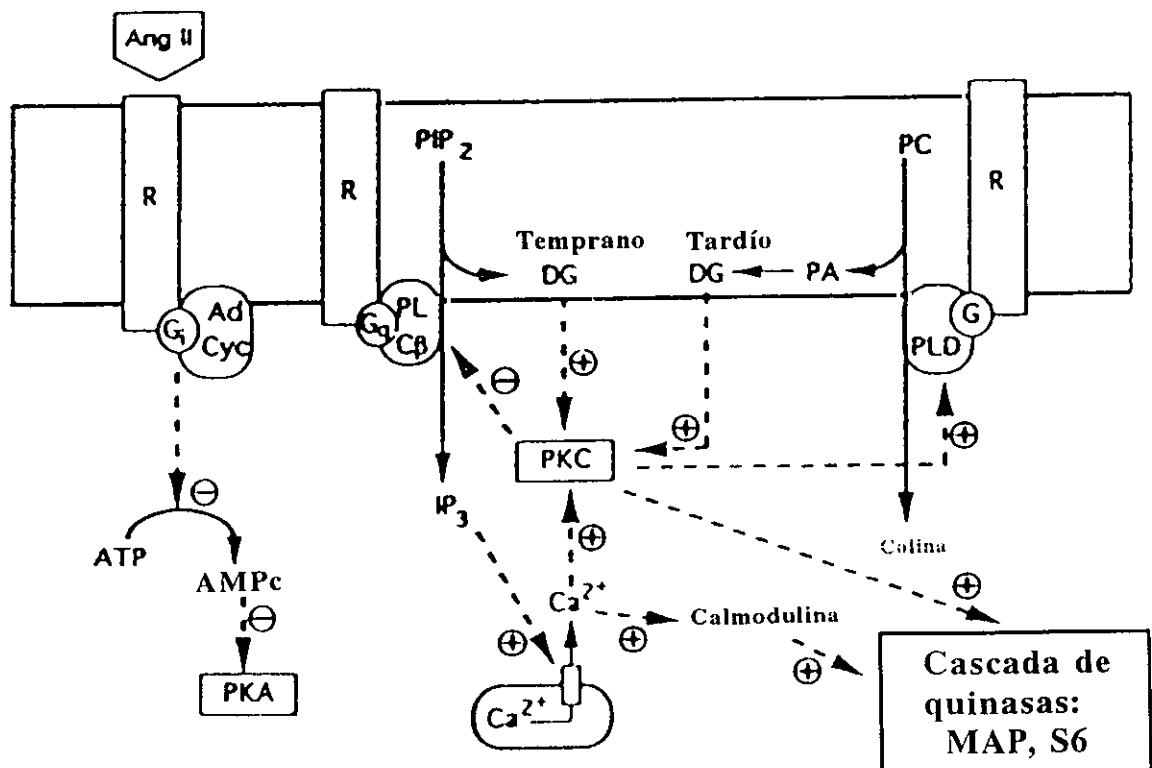 Ang II
R
R
PIP2
PC
R
Temprano
Tardío
DG
DG
PA
Gi
Ad
Cyc
Gq
PL
Cβ
G
PLD
⊖
⊕
⊕
⊕
PKC
⊖
IP3
⊕
Colina
ATP
AMPc
⊖
Ca2+
⊕
Calmodulina
⊕
⊕
⊕
PKA
Ca2+
Cascada de
quinasas:
MAP, S6